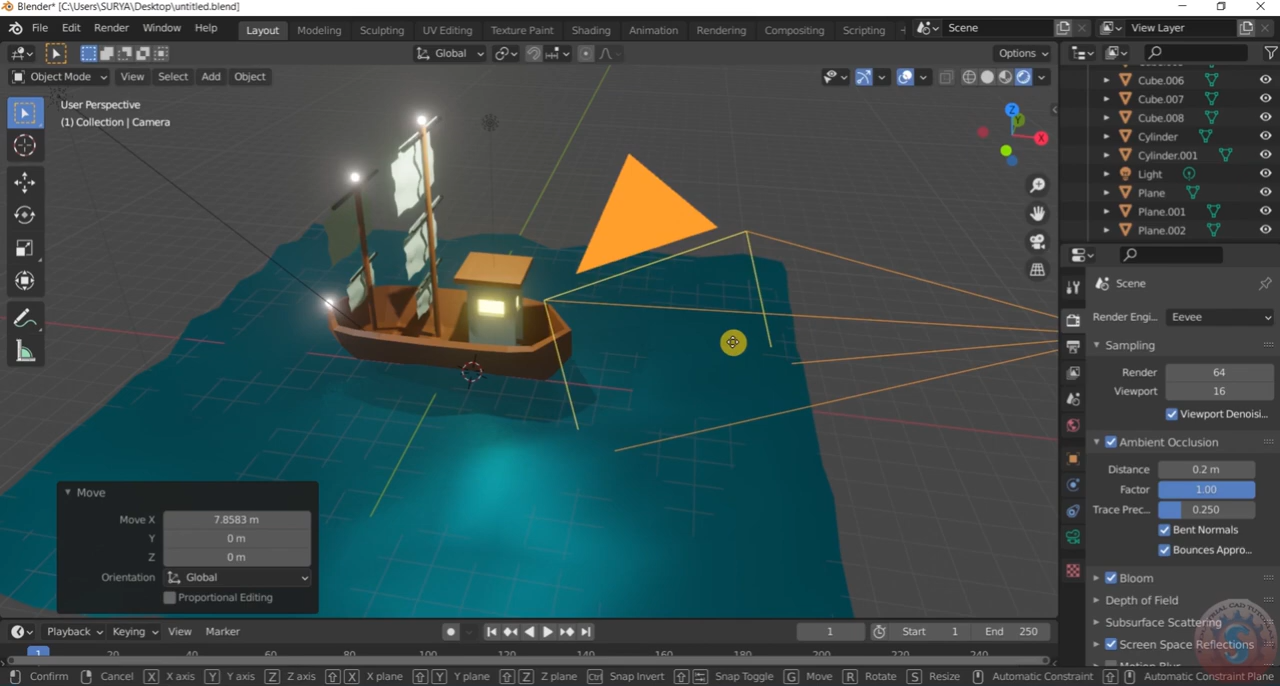 Blender* [C:\Users\SURYA\Desktop\untitled.blend]
File Edit Render Window Help Layout Modeling Sculpting UV Editing Texture Paint Shading Animation Rendering Compositing Scripting Scene View Layer
Global Options
Object Mode View Select Add Object
User Perspective
(1) Collection | Camera
Z
Y
X
Cube.006
Cube.007
Cube.008
Cylinder
Cylinder.001
Light
Plane
Plane.001
Plane.002
Scene
Render Engi... Eevee
Sampling
Render 64
Viewport 16
Viewport Denoisi...
Ambient Occlusion
Distance 0.2 m
Factor 1.00
Trace Prec... 0.250
Bent Normals
Bounces Appro...
Bloom
Depth of Field
Subsurface Scattering
Screen Space Reflections
Move
Move X 7.8583 m
Y 0 m
Z 0 m
Orientation Global
Proportional Editing
Playback Keying View Marker 1 Start 1 End 250
1 20 40 60 80 100 120 140 160 180 200 220 240
Confirm Cancel X X axis Y Y axis Z Z axis X X plane Y Y plane Z Z plane Ctrl Snap Invert Snap Toggle G Move R Rotate S Resize Automatic Constraint Automatic Constraint Plane